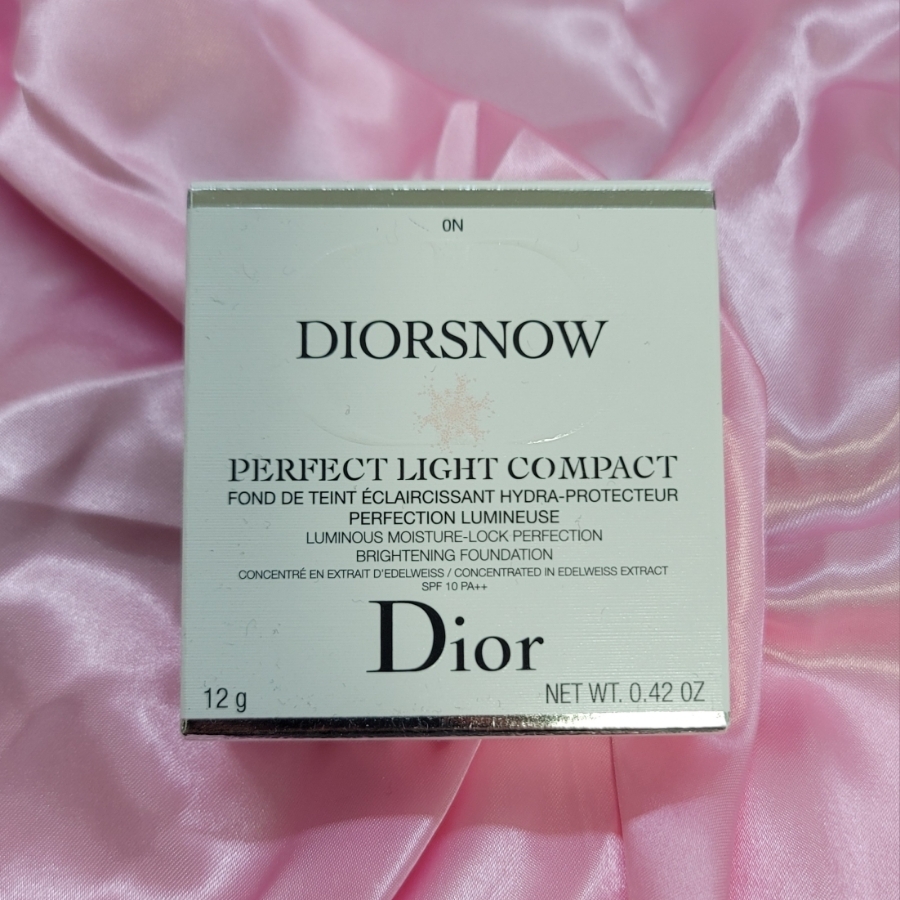 0N
DIORSNOW
PERFECT LIGHT COMPACT
FOND DE TEINT ÉCLAIRCISSANT HYDRA-PROTECTEUR
PERFECTION LUMINEUSE
LUMINOUS MOISTURE-LOCK PERFECTION
BRIGHTENING FOUNDATION
CONCENTRÉ EN EXTRAIT D'EDELWEISS / CONCENTRATED IN EDELWEISS EXTRACT
SPF 10 PA++
Dior
12 g NET WT. 0.42 OZ